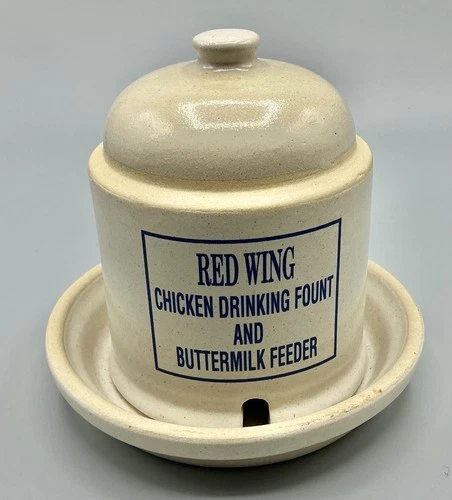 RED WING
CHICKEN DRINKING FOUNT
AND
BUTTERMILK FEEDER